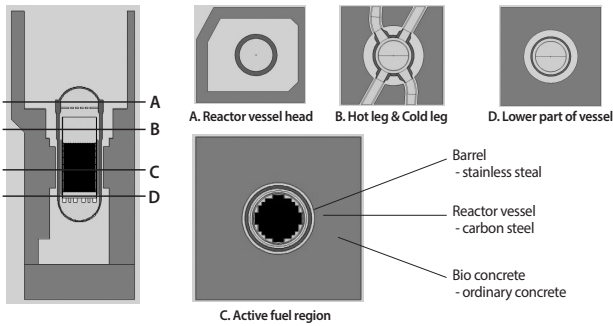 A
B
C
D
A. Reactor vessel head
B. Hot leg & Cold leg
D. Lower part of vessel
C. Active fuel region
Barrel
- stainless steal
Reactor vessel
- carbon steel
Bio concrete
- ordinary concrete